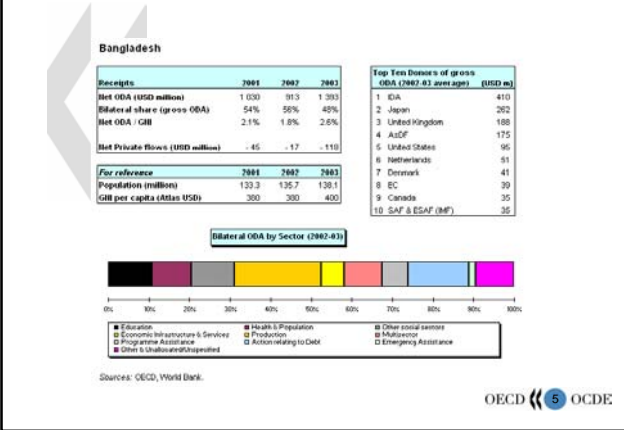 Bangladesh
Receipts 2001 2002 2003
Net ODA (USD million) 1 030 913 1 393
Bilateral share (gross ODA) 54% 56% 48%
Net ODA / GNI 2.1% 1.8% 2.6%
Net Private flows (USD million) - 45 - 17 - 110
For reference 2001 2002 2003
Population (million) 133.3 135.7 138.1
GNI per capita (Atlas USD) 380 380 400
Top Ten Donors of gross
ODA (2002-03 average) (USD m)
1 IDA 410
2 Japan 262
3 United Kingdom 188
4 AsDF 175
5 United States 95
6 Netherlands 51
7 Denmark 41
8 EC 39
9 Canada 35
10 SAF & ESAF (IMF) 35
Bilateral ODA by Sector (2002-03)
0% 10% 20% 30% 40% 50% 60% 70% 80% 90% 100%
Education Health & Population Other social sectors
Economic Infrastructure & Services Production Multisector
Programme Assistance Action relating to Debt Emergency Assistance
Other & Unallocated/Unspecified
Sources: OECD, World Bank.
OECD 5 OCDE